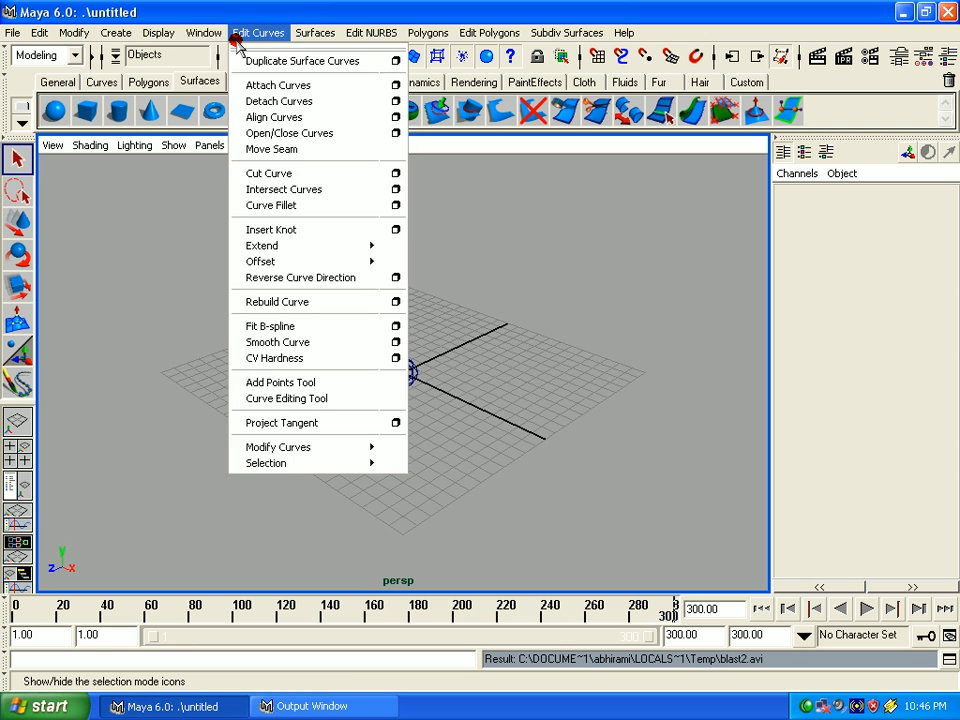 Maya 6.0: .\untitled
File Edit Modify Create Display Window Edit Curves Surfaces Edit NURBS Polygons Edit Polygons Subdiv Surfaces Help
Modeling Objects
General Curves Polygons Surfaces namics Rendering PaintEffects Cloth Fluids Fur Hair Custom
View Shading Lighting Show Panels
Duplicate Surface Curves
Attach Curves
Detach Curves
Align Curves
Open/Close Curves
Move Seam
Cut Curve
Intersect Curves
Curve Fillet
Insert Knot
Extend
Offset
Reverse Curve Direction
Rebuild Curve
Fit B-spline
Smooth Curve
CV Hardness
Add Points Tool
Curve Editing Tool
Project Tangent
Modify Curves
Selection
Channels Object
y
z x
persp
<< >>
0 20 40 60 80 100 120 140 160 180 200 220 240 260 280 300.00
1.00 1.00 1 300 300.00 300.00 No Character Set
Result: C:\DOCUME~1\abhirami\LOCALS~1\Temp\blast2.avi
Show/hide the selection mode icons
start Maya 6.0: .\untitled Output Window 10:46 PM